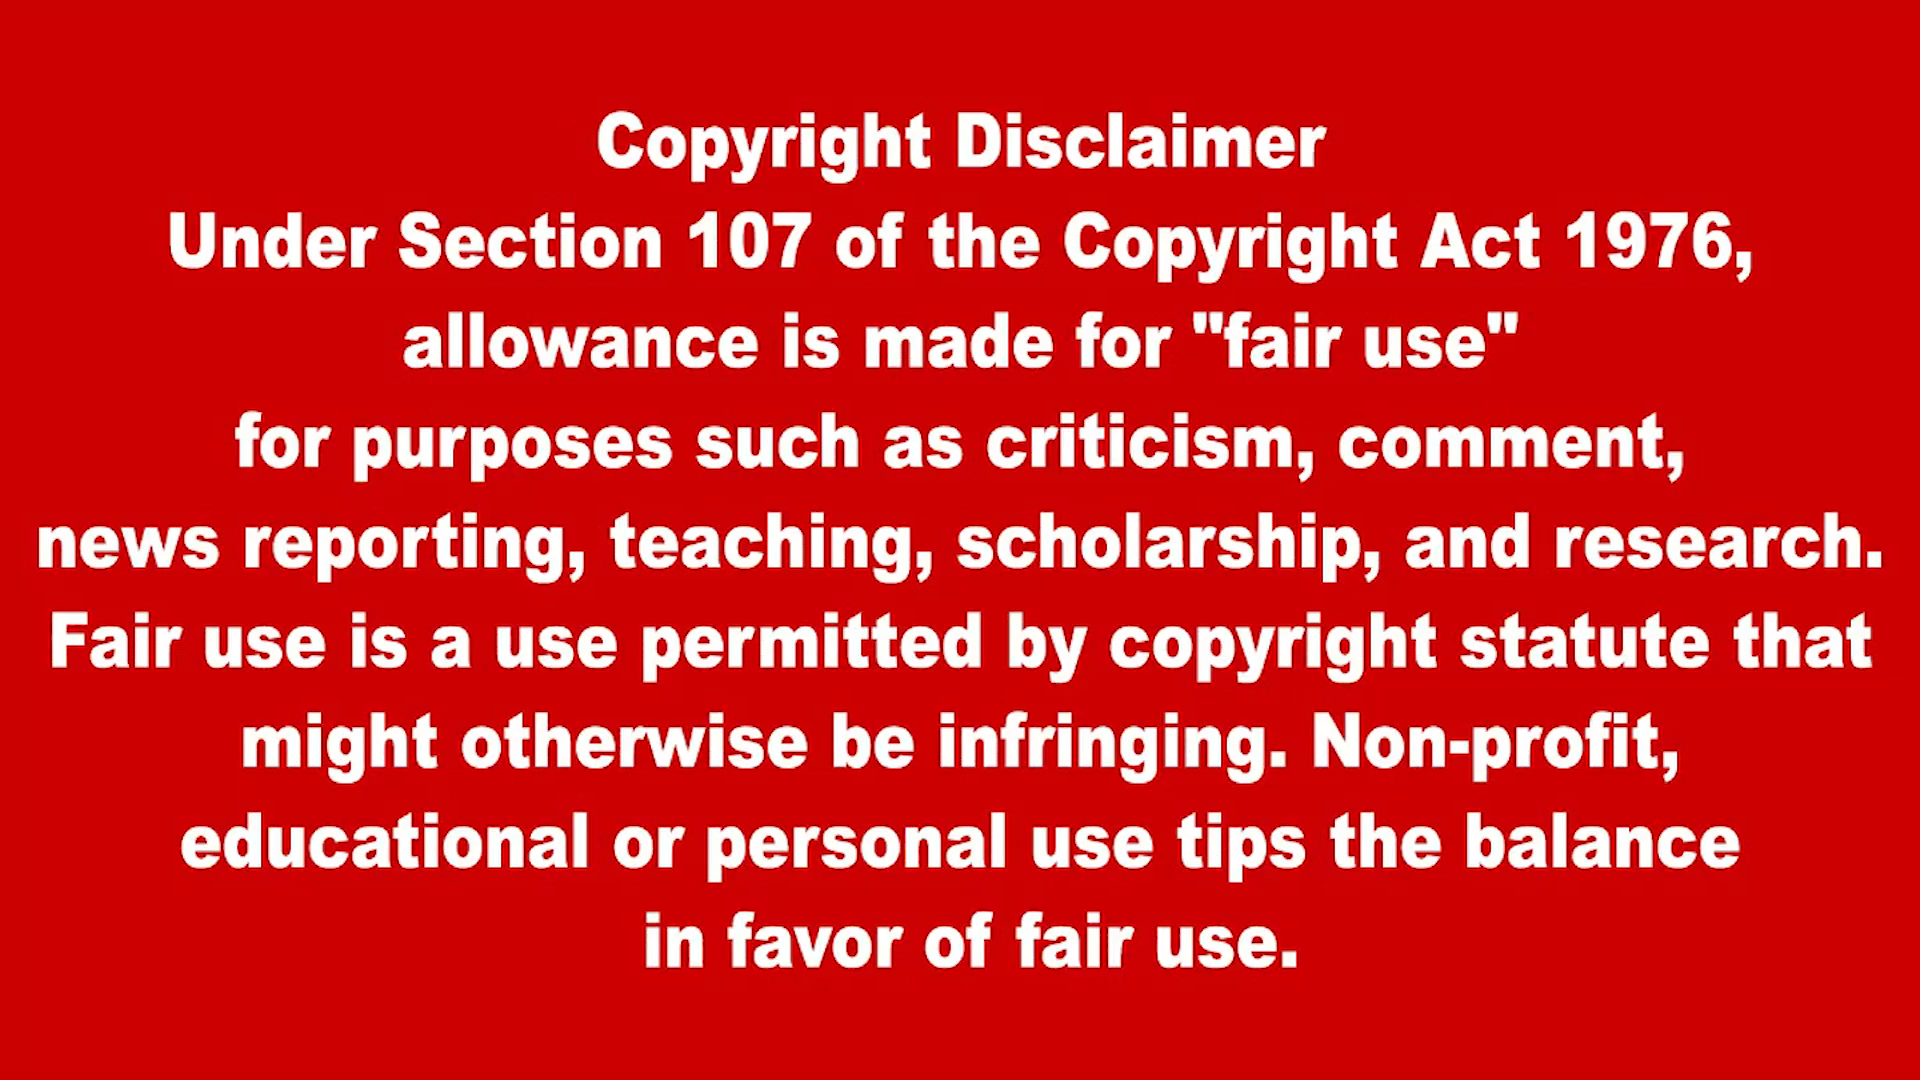 Copyright Disclaimer
Under Section 107 of the Copyright Act 1976,
allowance is made for "fair use"
for purposes such as criticism, comment,
news reporting, teaching, scholarship, and research.
Fair use is a use permitted by copyright statute that
might otherwise be infringing. Non-profit,
educational or personal use tips the balance
in favor of fair use.